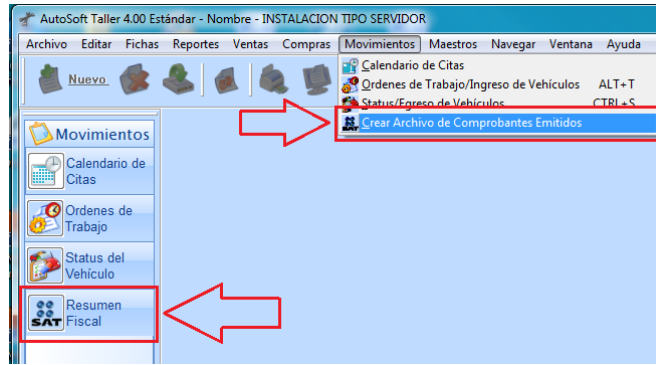 AutoSoft Taller 4.00 Estándar - Nombre - INSTALACION TIPO SERVIDOR
Archivo Editar Fichas Reportes Ventas Compras Movimientos Maestros Navegar Ventana Ayuda
Nuevo
Calendario de Citas
Ordenes de Trabajo/Ingreso de Vehículos ALT+T
Status/Egreso de Vehículos CTRL+S
SAT Crear Archivo de Comprobantes Emitidos
Movimientos
Calendario de
Citas
Ordenes de
Trabajo
Status del
Vehículo
Resumen
SAT Fiscal